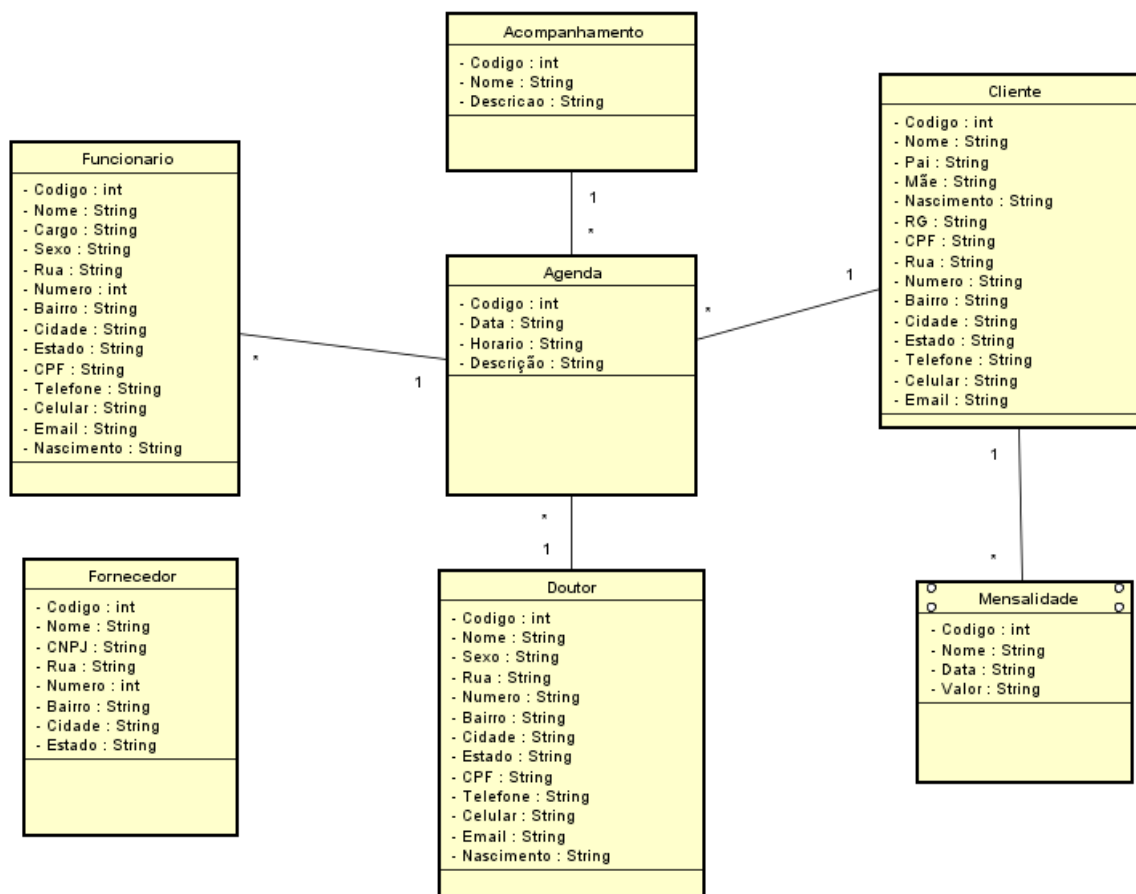 Acompanhamento
- Codigo : int
- Nome : String
- Descricao : String
Cliente
- Codigo : int
- Nome : String
- Pai : String
- Mãe : String
- Nascimento : String
- RG : String
- CPF : String
- Rua : String
- Numero : String
- Bairro : String
- Cidade : String
- Estado : String
- Telefone : String
- Celular : String
- Email : String
Funcionario
- Codigo : int
- Nome : String
- Cargo : String
- Sexo : String
- Rua : String
- Numero : int
- Bairro : String
- Cidade : String
- Estado : String
- CPF : String
- Telefone : String
- Celular : String
- Email : String
- Nascimento : String
1
*
Agenda
- Codigo : int
- Data : String
- Horario : String
- Descrição : String
1
*
*
1
1
*
*
1
Fornecedor
- Codigo : int
- Nome : String
- CNPJ : String
- Rua : String
- Numero : int
- Bairro : String
- Cidade : String
- Estado : String
Doutor
- Codigo : int
- Nome : String
- Sexo : String
- Rua : String
- Numero : String
- Bairro : String
- Cidade : String
- Estado : String
- CPF : String
- Telefone : String
- Celular : String
- Email : String
- Nascimento : String
Mensalidade
- Codigo : int
- Nome : String
- Data : String
- Valor : String